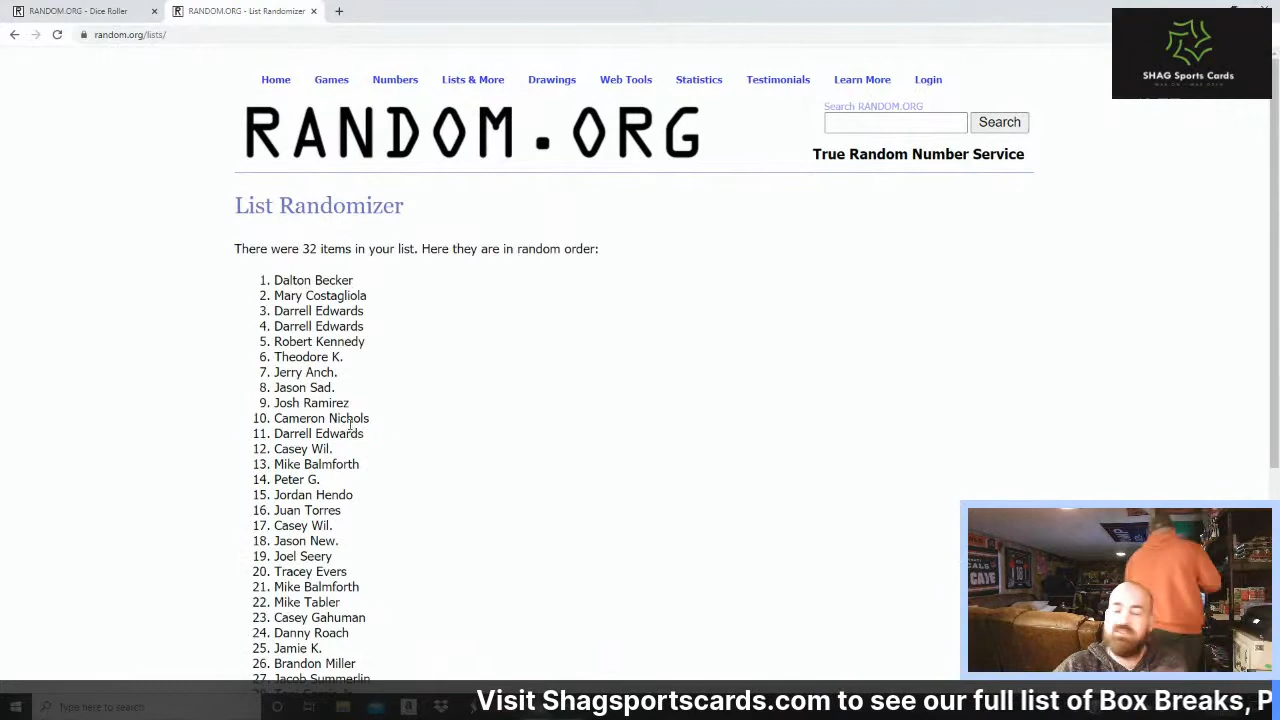 RANDOM.ORG - Dice Roller
RANDOM.ORG - List Randomizer
random.org/lists/
SHAG Sports Cards
Home Games Numbers Lists & More Drawings Web Tools Statistics Testimonials Learn More Login
RANDOM.ORG
Search RANDOM.ORG
Search
True Random Number Service
List Randomizer
There were 32 items in your list. Here they are in random order:
1. Dalton Becker
2. Mary Costagliola
3. Darrell Edwards
4. Darrell Edwards
5. Robert Kennedy
6. Theodore K.
7. Jerry Anch.
8. Jason Sad.
9. Josh Ramirez
10. Cameron Nichols
11. Darrell Edwards
12. Casey Wil.
13. Mike Balmforth
14. Peter G.
15. Jordan Hendo
16. Juan Torres
17. Casey Wil.
18. Jason New.
19. Joel Seery
20. Tracey Evers
21. Mike Balmforth
22. Mike Tabler
23. Casey Gahuman
24. Danny Roach
25. Jamie K.
26. Brandon Miller
27. Jacob Summerlin
Visit Shagsportscards.com to see our full list of Box Breaks, P
Type here to search